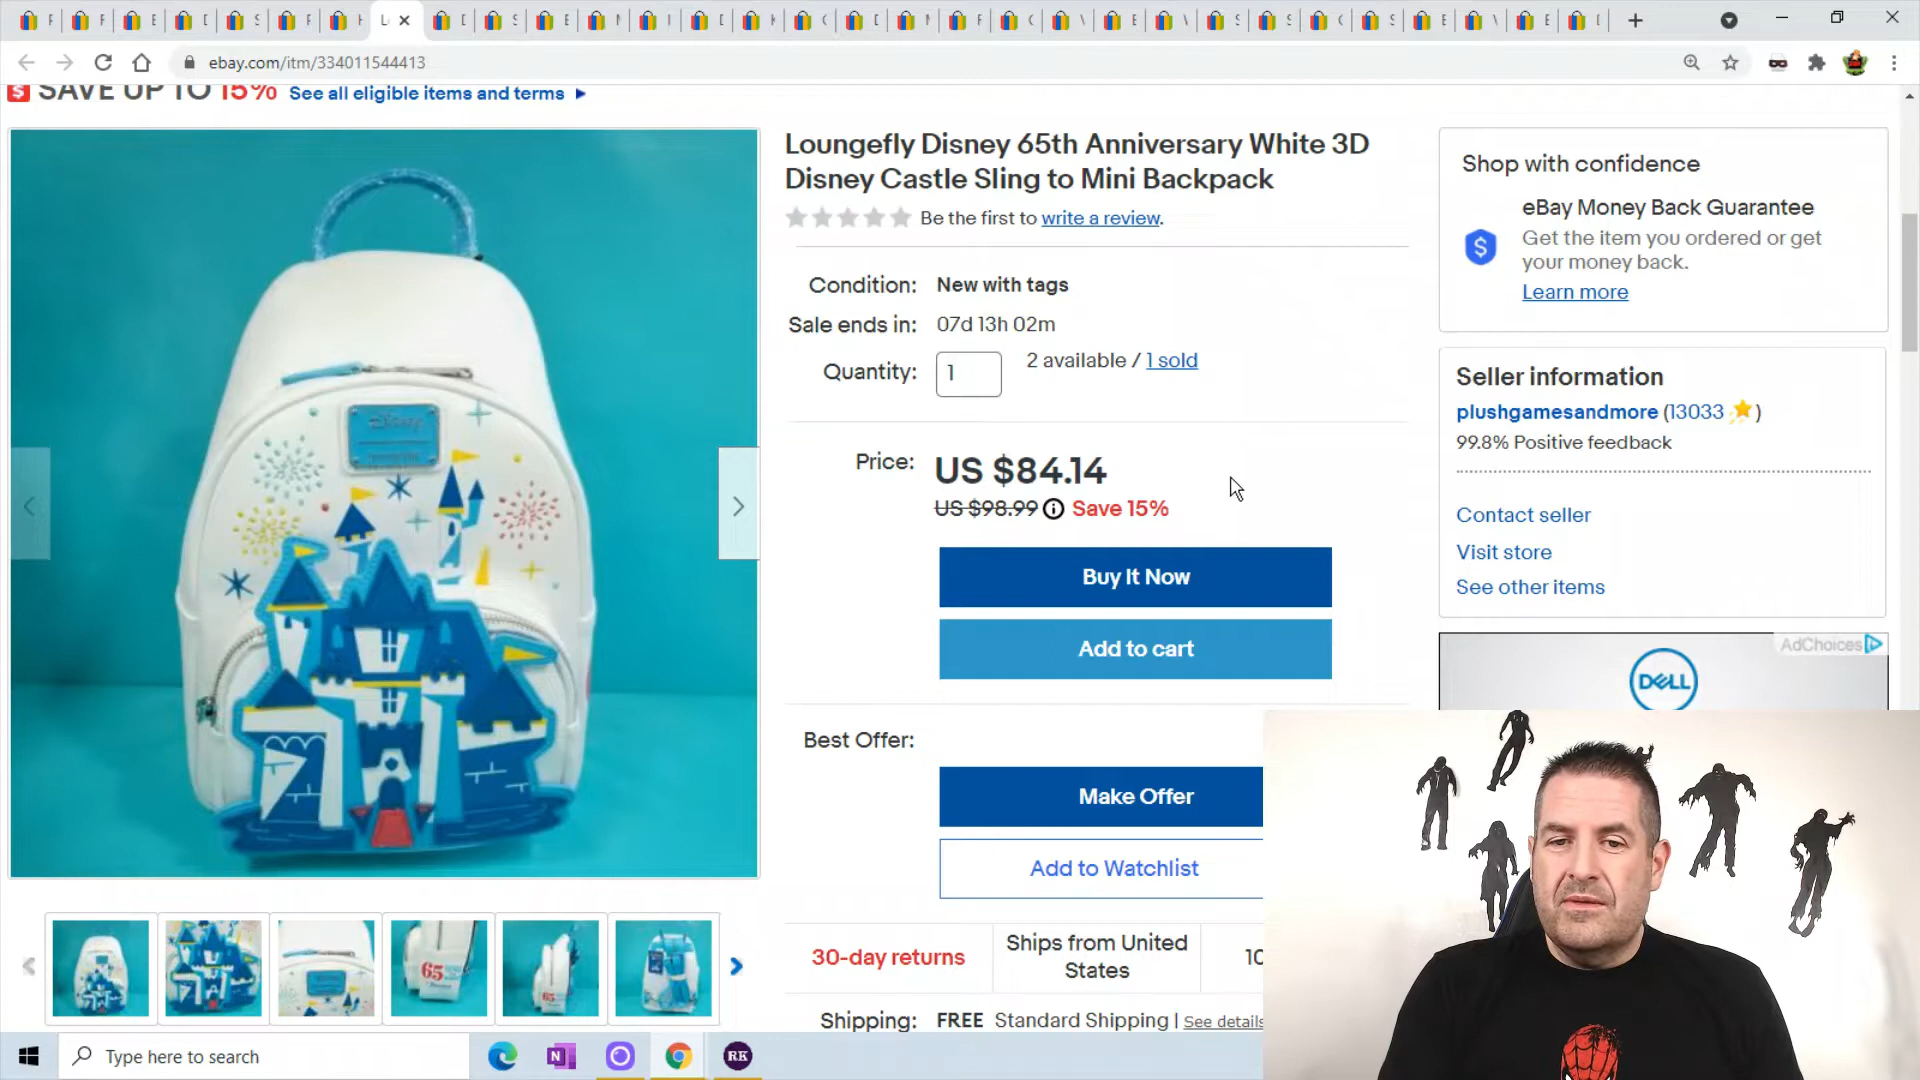 ebay.com/itm/334011544413
SAVE UP TO 15% See all eligible items and terms
Loungefly Disney 65th Anniversary White 3D
Disney Castle Sling to Mini Backpack
Be the first to write a review.
Condition: New with tags
Sale ends in: 07d 13h 02m
Quantity: 1 2 available / 1 sold
Price: US $84.14
US $98.99 Save 15%
Buy It Now
Add to cart
Best Offer:
Make Offer
Add to Watchlist
30-day returns
Ships from United
States
Shipping: FREE Standard Shipping | See details
Shop with confidence
eBay Money Back Guarantee
Get the item you ordered or get
your money back.
Learn more
Seller information
plushgamesandmore (13033)
99.8% Positive feedback
Contact seller
Visit store
See other items
AdChoices
DELL
Disney
65
65
Type here to search
N
RK